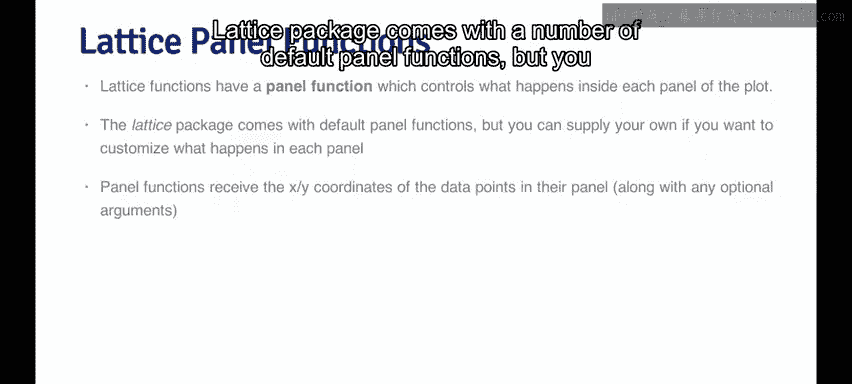 Lattice Panel Functions
Lattice package comes with a number of
default panel functions, but you
· Lattice functions have a panel function which controls what happens inside each panel of the plot.
· The lattice package comes with default panel functions, but you can supply your own if you want to
customize what happens in each panel
· Panel functions receive the x/y coordinates of the data points in their panel (along with any optional
arguments)